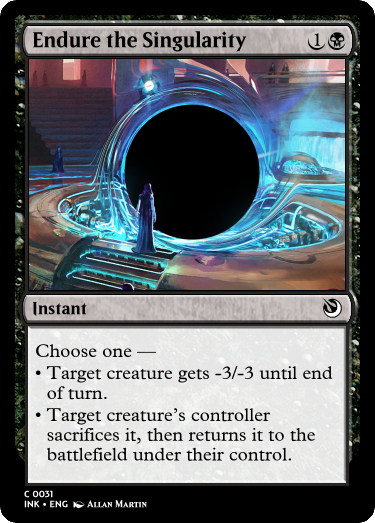 Endure the Singularity 1
Instant
Choose one —
• Target creature gets -3/-3 until end
of turn.
• Target creature's controller
sacrifices it, then returns it to the
battlefield under their control.
C 0031
INK • ENG Allan Martin